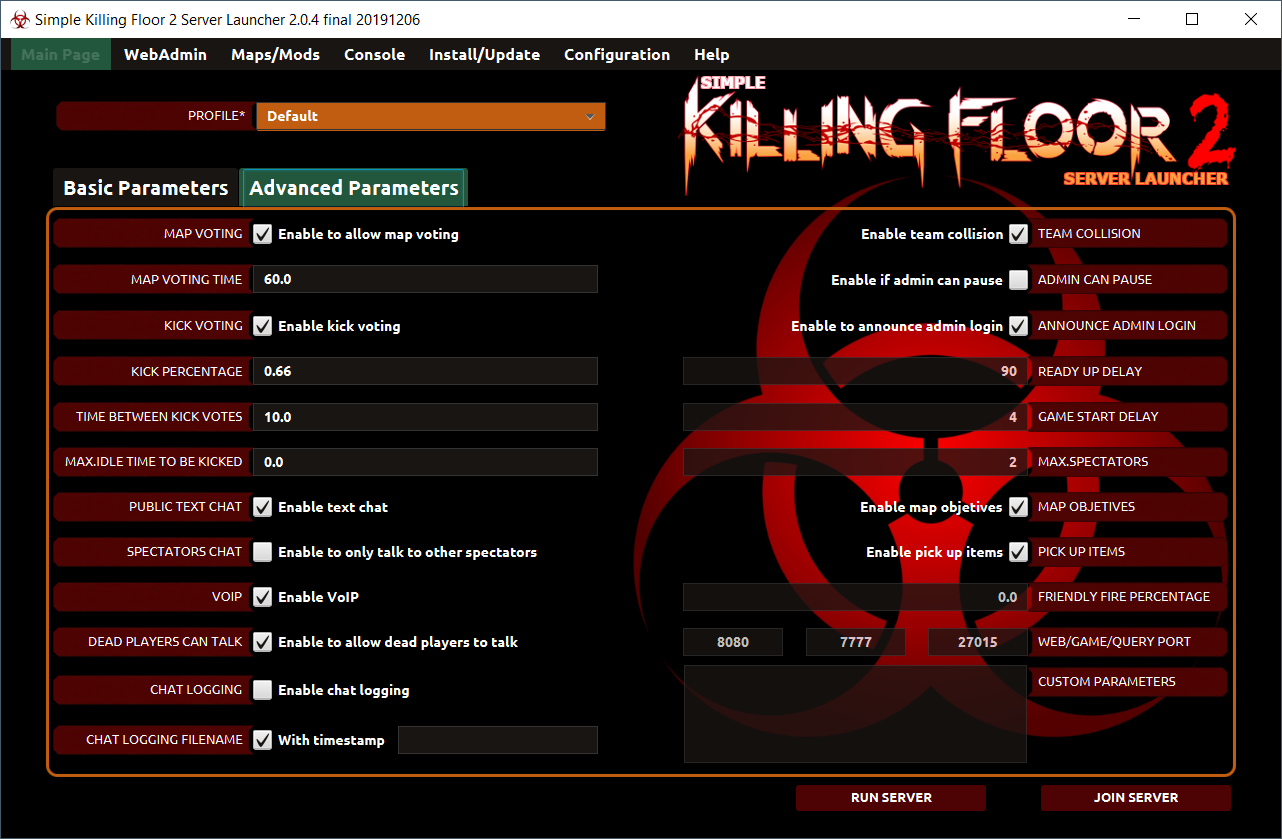 Simple Killing Floor 2 Server Launcher 2.0.4 final 20191206
Main Page WebAdmin Maps/Mods Console Install/Update Configuration Help
SIMPLE
KILLING FLOOR 2
SERVER LAUNCHER
PROFILE* Default
Basic Parameters Advanced Parameters
MAP VOTING Enable to allow map voting
MAP VOTING TIME 60.0
KICK VOTING Enable kick voting
KICK PERCENTAGE 0.66
TIME BETWEEN KICK VOTES 10.0
MAX.IDLE TIME TO BE KICKED 0.0
PUBLIC TEXT CHAT Enable text chat
SPECTATORS CHAT Enable to only talk to other spectators
VOIP Enable VoIP
DEAD PLAYERS CAN TALK Enable to allow dead players to talk
CHAT LOGGING Enable chat logging
CHAT LOGGING FILENAME With timestamp
Enable team collision TEAM COLLISION
Enable if admin can pause ADMIN CAN PAUSE
Enable to announce admin login ANNOUNCE ADMIN LOGIN
90 READY UP DELAY
4 GAME START DELAY
2 MAX.SPECTATORS
Enable map objetives MAP OBJETIVES
Enable pick up items PICK UP ITEMS
0.0 FRIENDLY FIRE PERCENTAGE
8080 7777 27015 WEB/GAME/QUERY PORT
CUSTOM PARAMETERS
RUN SERVER JOIN SERVER